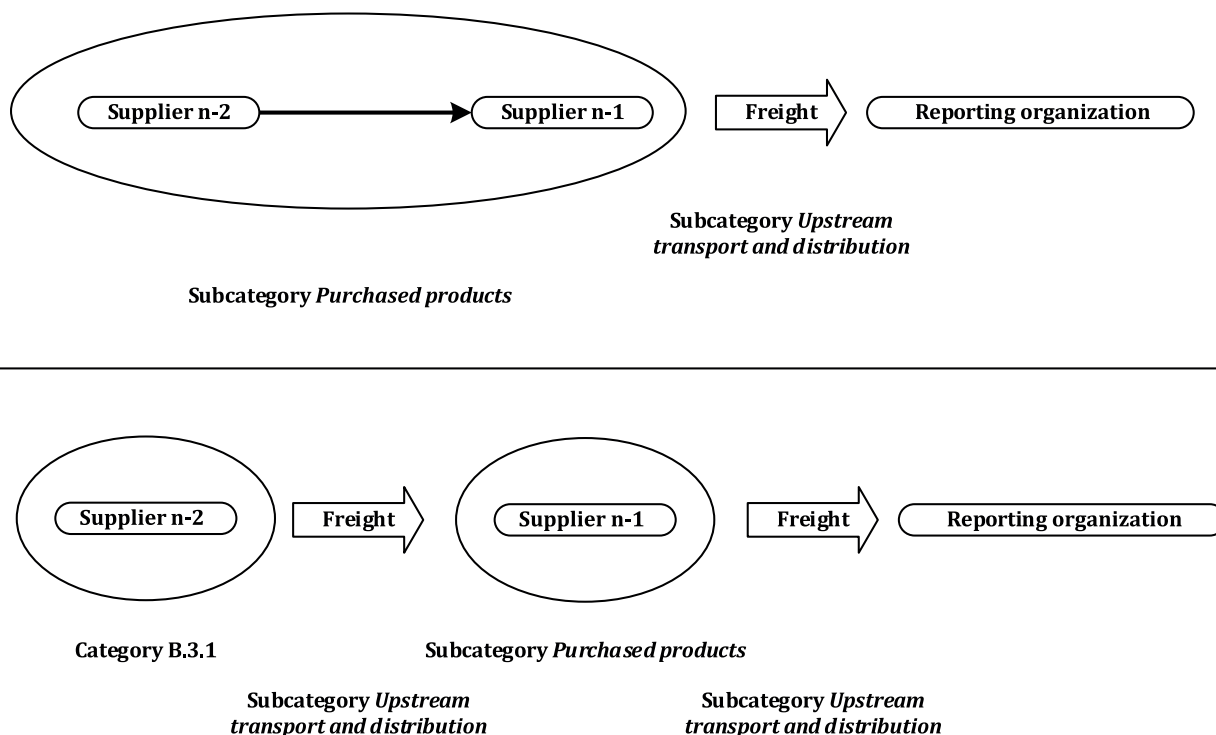 Supplier n-2
Supplier n-1
Freight
Reporting organization
Subcategory Upstream
transport and distribution
Subcategory Purchased products
Supplier n-2
Freight
Supplier n-1
Freight
Reporting organization
Category B.3.1
Subcategory Purchased products
Subcategory Upstream
transport and distribution
Subcategory Upstream
transport and distribution